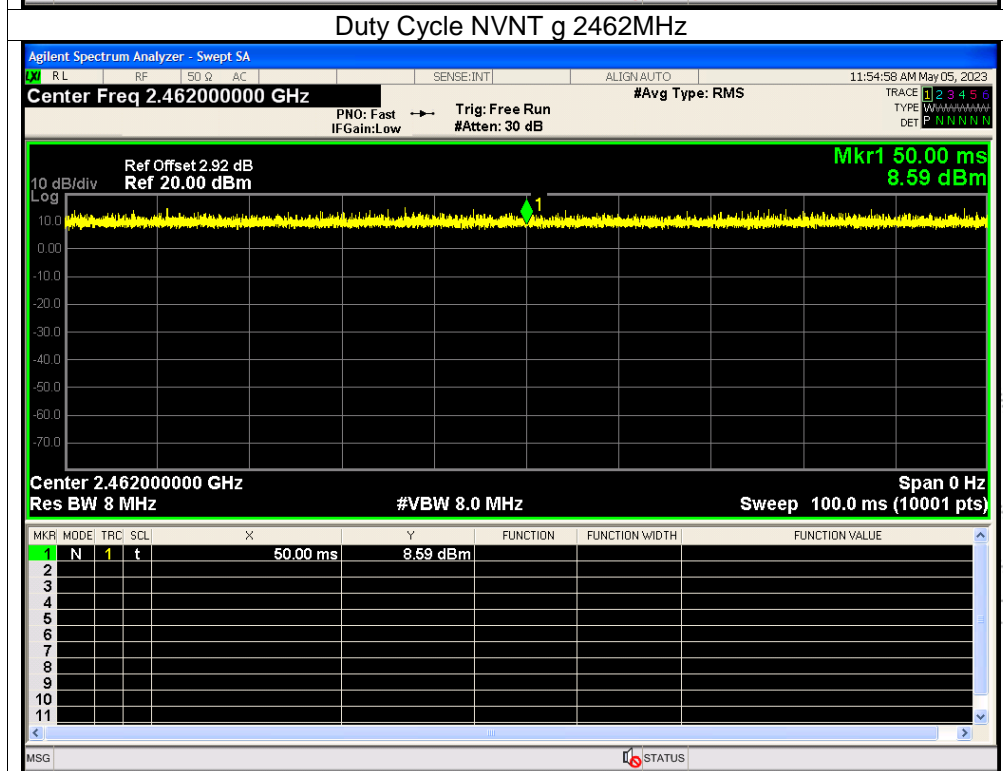 Duty Cycle NVNT g 2462MHz
Agilent Spectrum Analyzer - Swept SA
LXI RL RF 50 Ω AC SENSE:INT ALIGN AUTO 11:54:58 AM May 05, 2023
Center Freq 2.462000000 GHz #Avg Type: RMS TRACE 1 2 3 4 5 6
PNO: Fast Trig: Free Run TYPE WWWWWW
IFGain:Low #Atten: 30 dB DET P N N N N N
Mkr1 50.00 ms
8.59 dBm
Ref Offset 2.92 dB
10 dB/div Ref 20.00 dBm
Log
1
10.0
0.00
-10.0
-20.0
-30.0
-40.0
-50.0
-60.0
-70.0
Center 2.462000000 GHz Span 0 Hz
Res BW 8 MHz #VBW 8.0 MHz Sweep 100.0 ms (10001 pts)
MKR MODE TRC SCL X Y FUNCTION FUNCTION WIDTH FUNCTION VALUE
1 N 1 t 50.00 ms 8.59 dBm
2
3
4
5
6
7
8
9
10
11
MSG STATUS